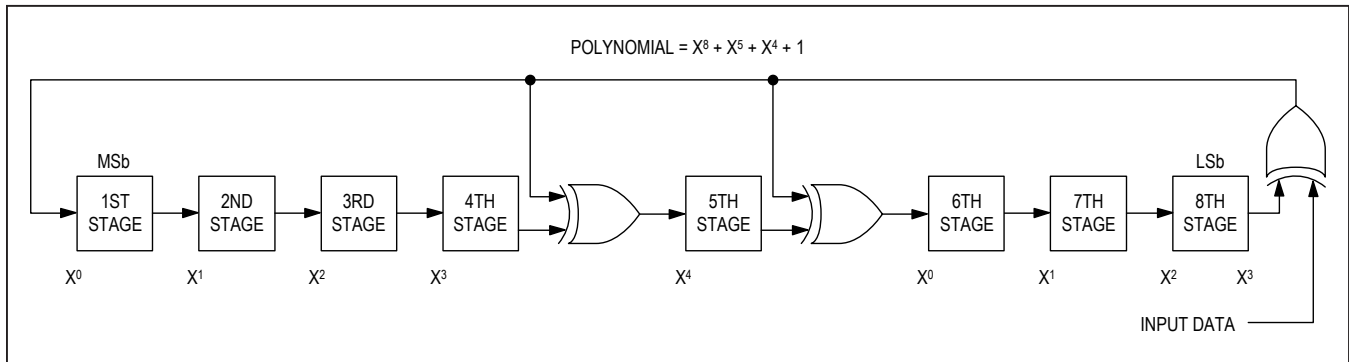 POLYNOMIAL = X⁸ + X⁵ + X⁴ + 1
MSb
LSb
1ST STAGE
2ND STAGE
3RD STAGE
4TH STAGE
5TH STAGE
6TH STAGE
7TH STAGE
8TH STAGE
X⁰
X¹
X²
X³
X⁴
X⁰
X¹
X²
X³
INPUT DATA